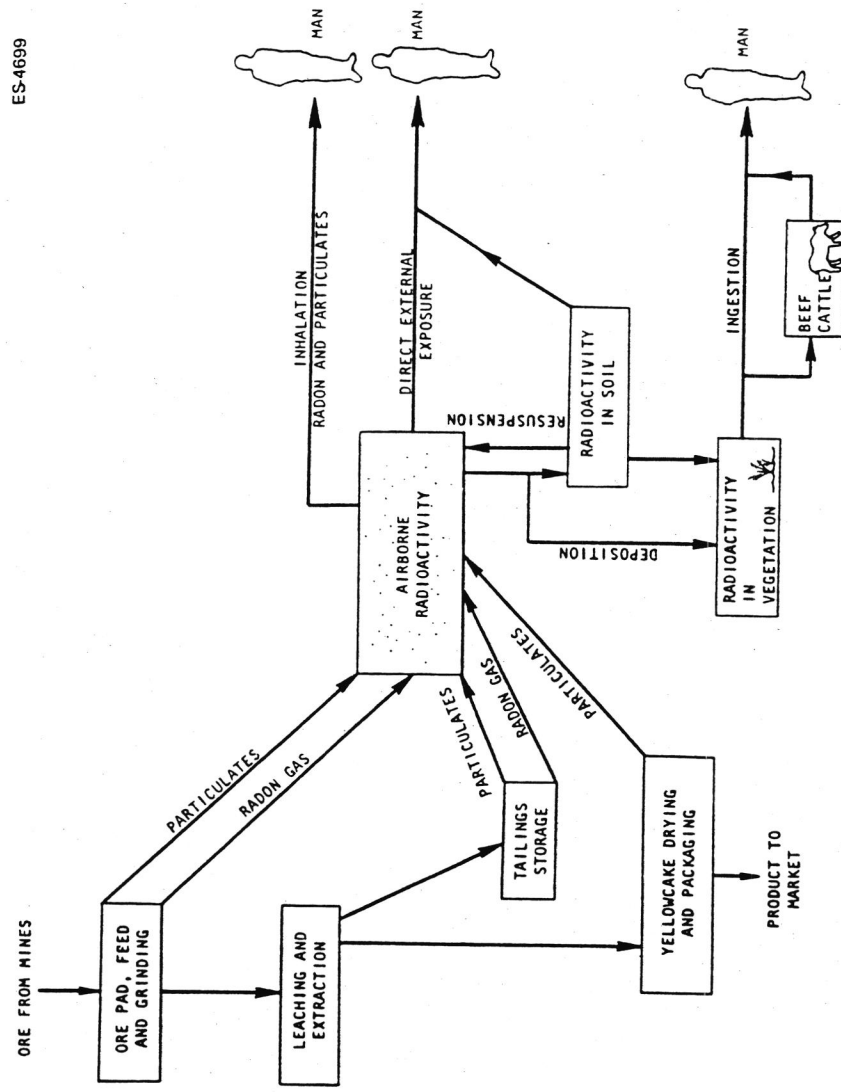 ES-4699
ORE FROM MINES
ORE PAD, FEED
AND GRINDING
PARTICULATES
RADON GAS
LEACHING AND
EXTRACTION
TAILINGS
STORAGE
PARTICULATES
RADON GAS
YELLOWCAKE DRYING
AND PACKAGING
PARTICULATES
PRODUCT TO
MARKET
AIRBORNE
RADIOACTIVITY
INHALATION
RADON AND PARTICULATES
MAN
DIRECT EXTERNAL
EXPOSURE
MAN
RESUSPENSION
RADIOACTIVITY
IN SOIL
DEPOSITION
RADIOACTIVITY
IN
VEGETATION
INGESTION
BEEF
CATTLE
MAN